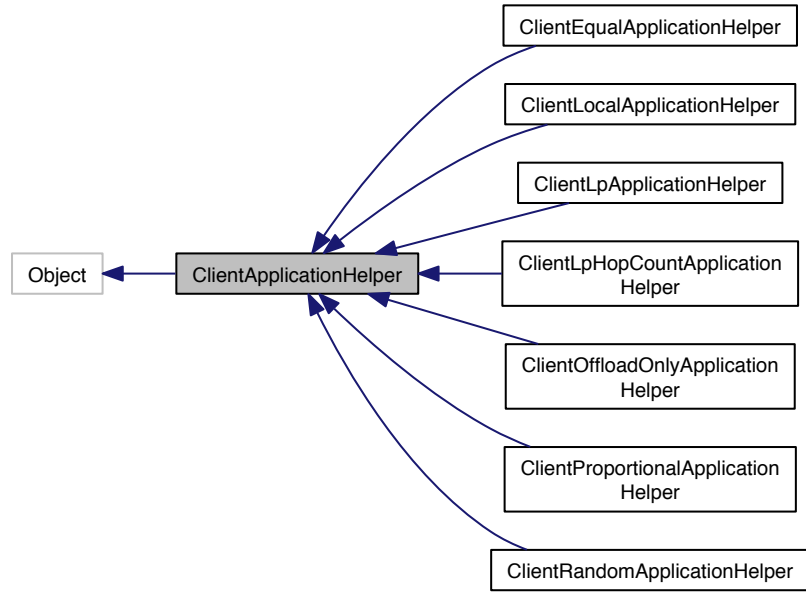 ClientEqualApplicationHelper
ClientLocalApplicationHelper
ClientLpApplicationHelper
Object
ClientApplicationHelper
ClientLpHopCountApplication
Helper
ClientOffloadOnlyApplication
Helper
ClientProportionalApplication
Helper
ClientRandomApplicationHelper